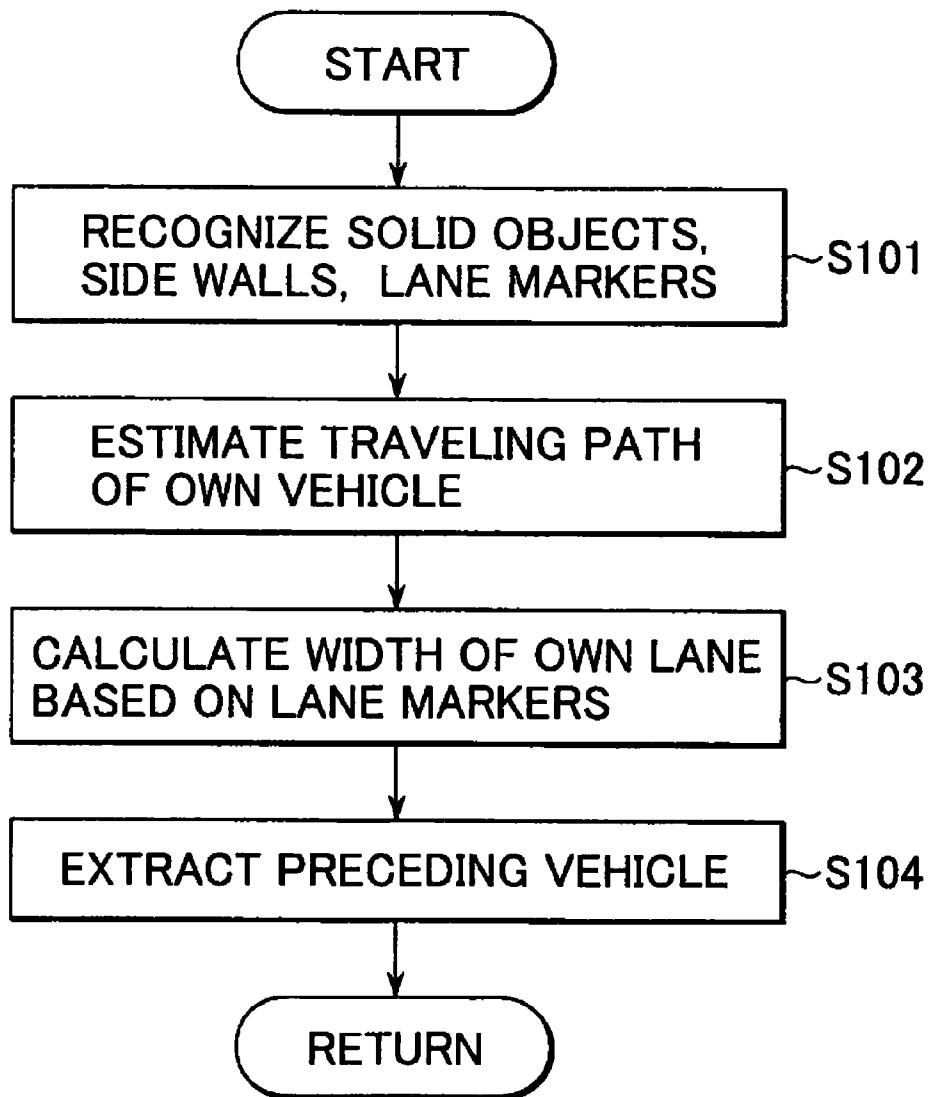 START
RECOGNIZE SOLID OBJECTS,
SIDE WALLS, LANE MARKERS
~S101
ESTIMATE TRAVELING PATH
OF OWN VEHICLE
~S102
CALCULATE WIDTH OF OWN LANE
BASED ON LANE MARKERS
~S103
EXTRACT PRECEDING VEHICLE
~S104
RETURN